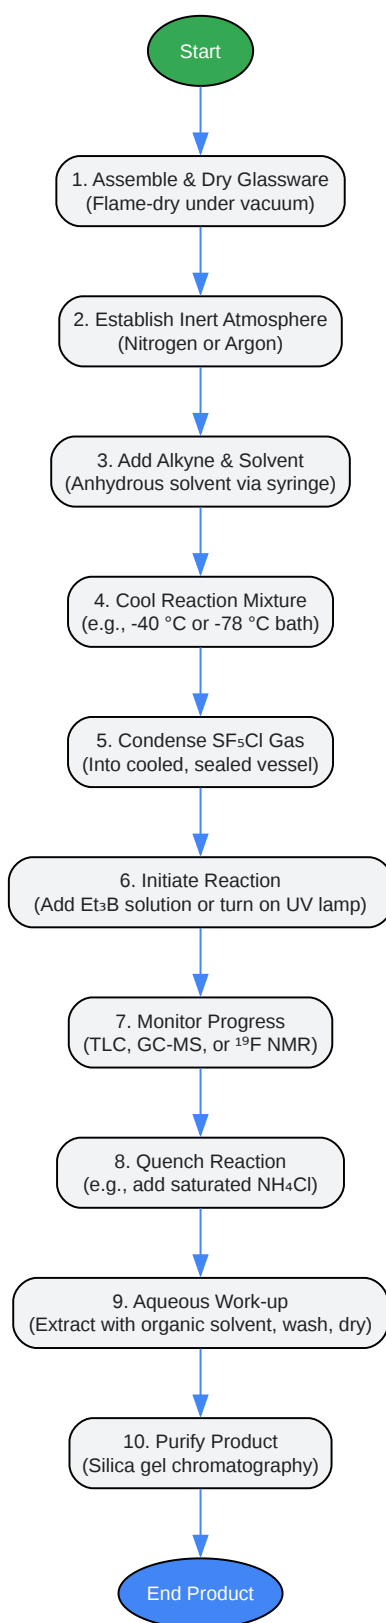 Start
1. Assemble & Dry Glassware
(Flame-dry under vacuum)
2. Establish Inert Atmosphere
(Nitrogen or Argon)
3. Add Alkyne & Solvent
(Anhydrous solvent via syringe)
4. Cool Reaction Mixture
(e.g., -40 °C or -78 °C bath)
5. Condense SF₅Cl Gas
(Into cooled, sealed vessel)
6. Initiate Reaction
(Add Et₃B solution or turn on UV lamp)
7. Monitor Progress
(TLC, GC-MS, or ¹⁹F NMR)
8. Quench Reaction
(e.g., add saturated NH₄Cl)
9. Aqueous Work-up
(Extract with organic solvent, wash, dry)
10. Purify Product
(Silica gel chromatography)
End Product